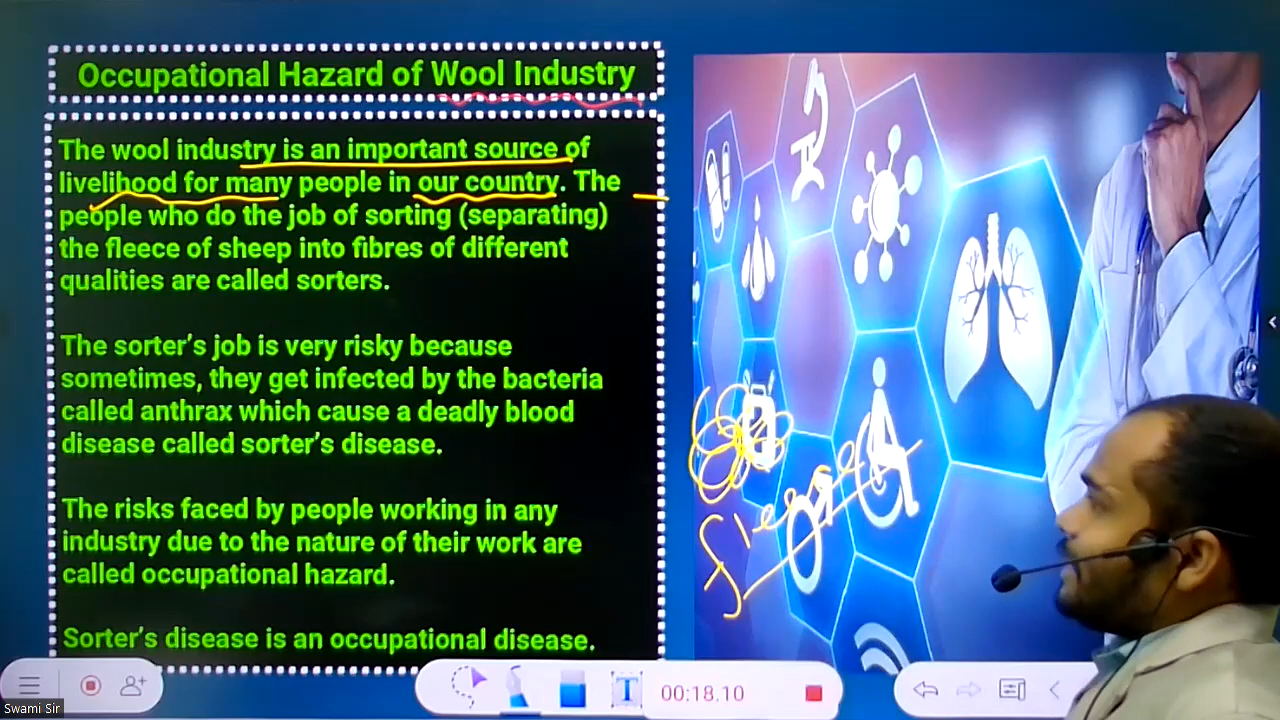 Occupational Hazard of Wool Industry
The wool industry is an important source of
livelihood for many people in our country. The
people who do the job of sorting (separating)
the fleece of sheep into fibres of different
qualities are called sorters.
The sorter's job is very risky because
sometimes, they get infected by the bacteria
called anthrax which cause a deadly blood
disease called sorter's disease.
The risks faced by people working in any
industry due to the nature of their work are
called occupational hazard.
Sorter's disease is an occupational disease.
T
00:18.10
Swami Sir